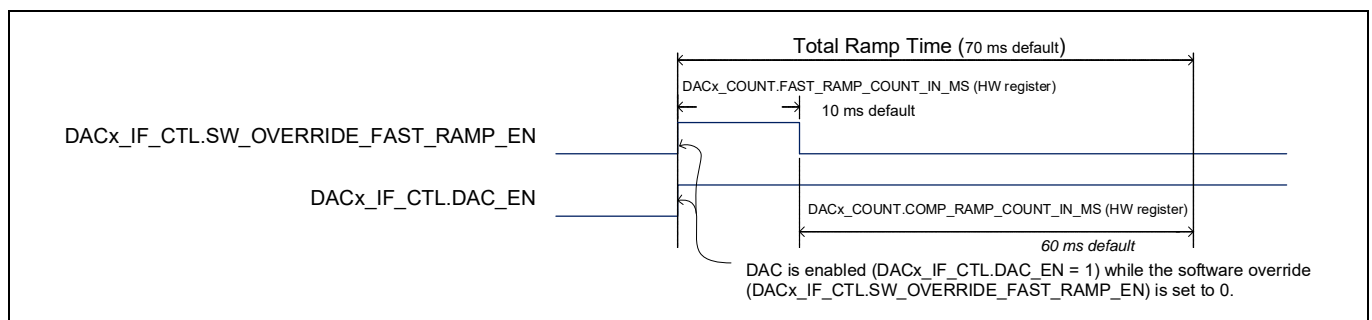 Total Ramp Time (70 ms default)
DACx_COUNT.FAST_RAMP_COUNT_IN_MS (HW register)
10 ms default
DACx_IF_CTL.SW_OVERRIDE_FAST_RAMP_EN
DACx_IF_CTL.DAC_EN
DACx_COUNT.COMP_RAMP_COUNT_IN_MS (HW register)
60 ms default
DAC is enabled (DACx_IF_CTL.DAC_EN = 1) while the software override
(DACx_IF_CTL.SW_OVERRIDE_FAST_RAMP_EN) is set to 0.